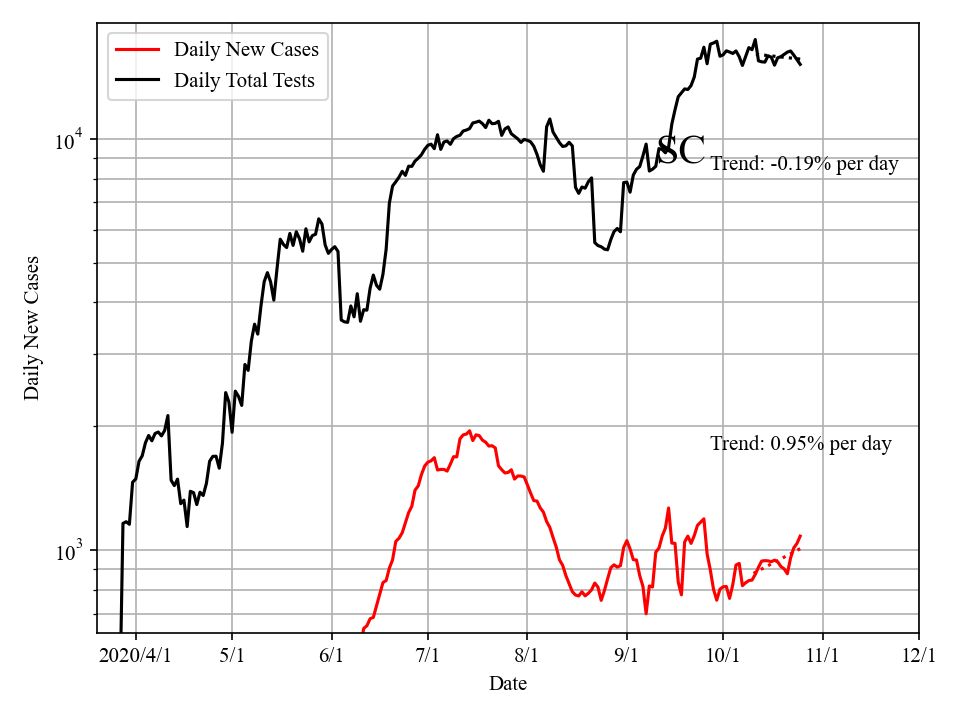 Daily New Cases
Daily Total Tests
10^4
SC
Trend: -0.19% per day
Daily New Cases
Trend: 0.95% per day
10^3
2020/4/1 5/1 6/1 7/1 8/1 9/1 10/1 11/1 12/1
Date